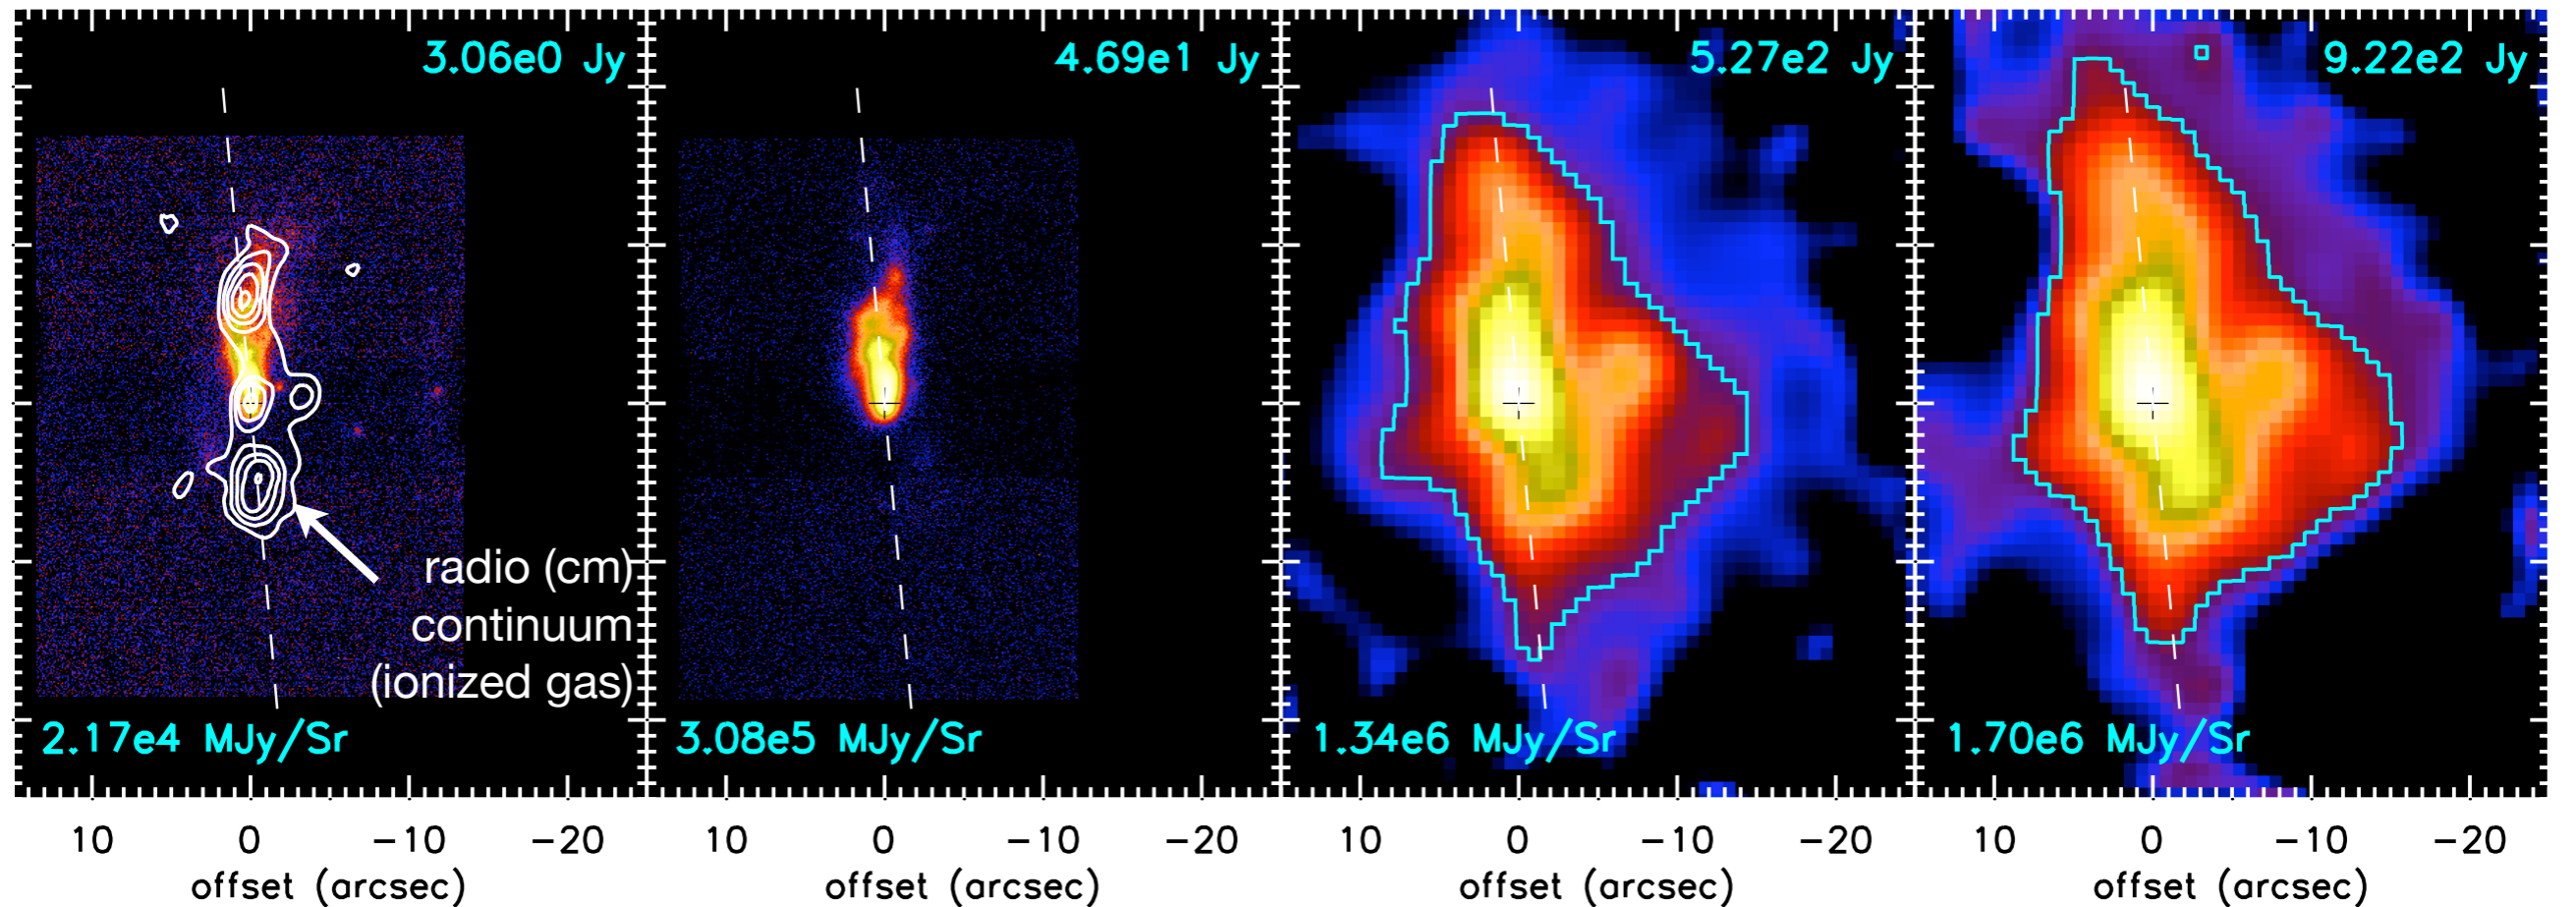 3.06e0 Jy
4.69e1 Jy
5.27e2 Jy
9.22e2 Jy
radio (cm)
continuum
(ionized gas)
2.17e4 MJy/Sr
3.08e5 MJy/Sr
1.34e6 MJy/Sr
1.70e6 MJy/Sr
10 0 -10 -20
10 0 -10 -20
10 0 -10 -20
10 0 -10 -20
offset (arcsec)
offset (arcsec)
offset (arcsec)
offset (arcsec)